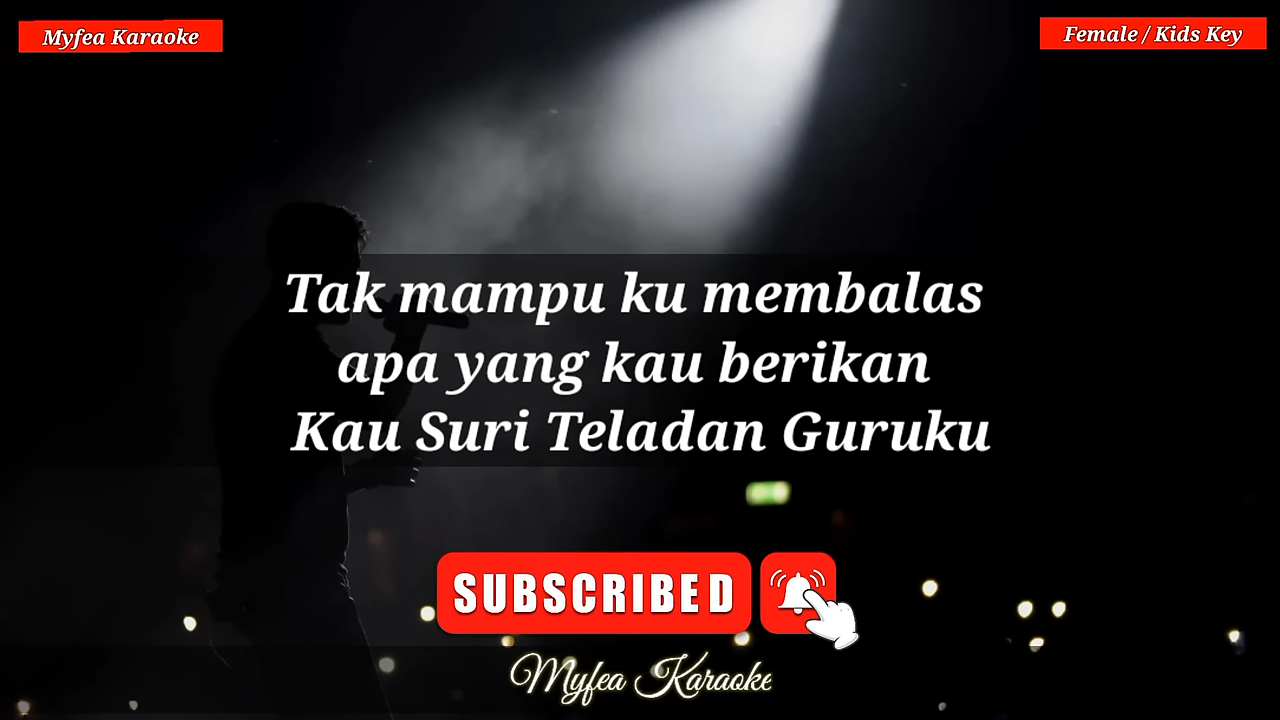 Myfea Karaoke
Female / Kids Key
Tak mampu ku membalas
apa yang kau berikan
Kau Suri Teladan Guruku
SUBSCRIBED
Myfea Karaoke